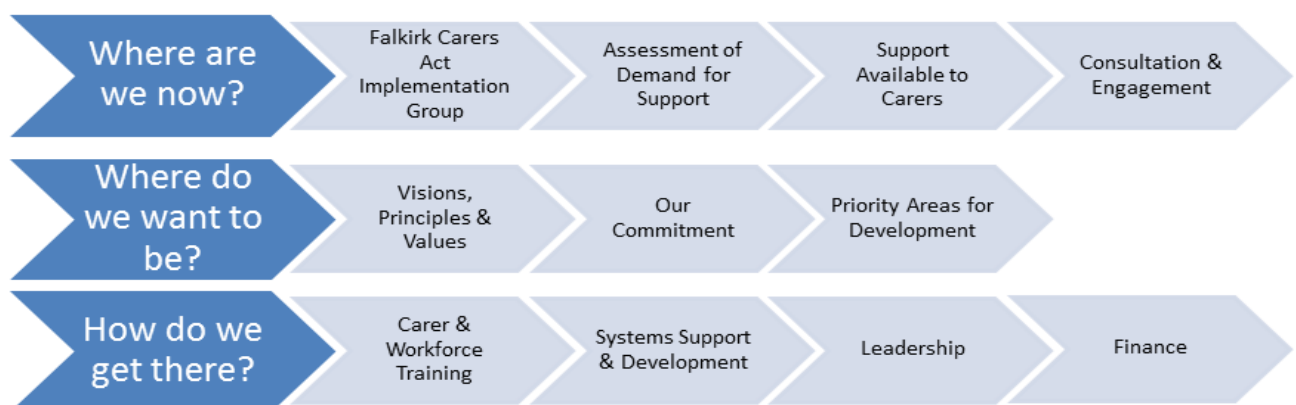 Where are
we now?
Falkirk Carers
Act
Implementation
Group
Assessment of
Demand for
Support
Support
Available to
Carers
Consultation &
Engagement
Where do
we want to
be?
Visions,
Principles &
Values
Our
Commitment
Priority Areas for
Development
How do we
get there?
Carer &
Workforce
Training
Systems Support
& Development
Leadership
Finance